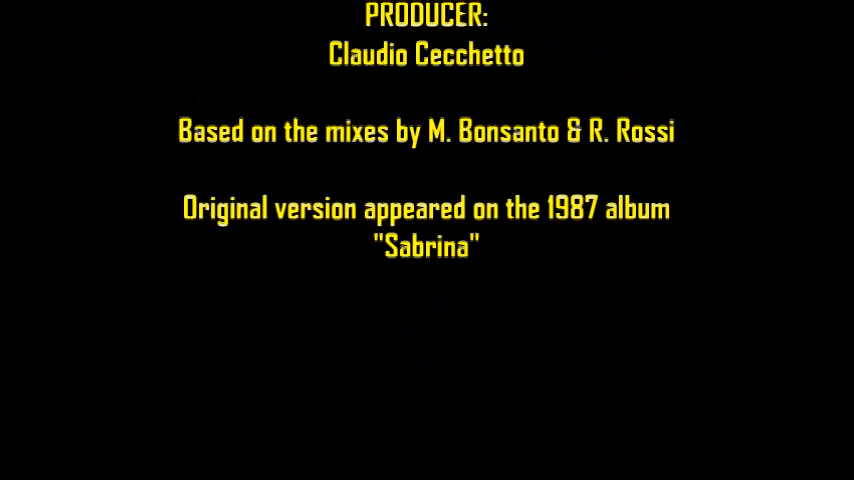 PRODUCER:
Claudio Cecchetto
Based on the mixes by M. Bonsanto & R. Rossi
Original version appeared on the 1987 album
"Sabrina"